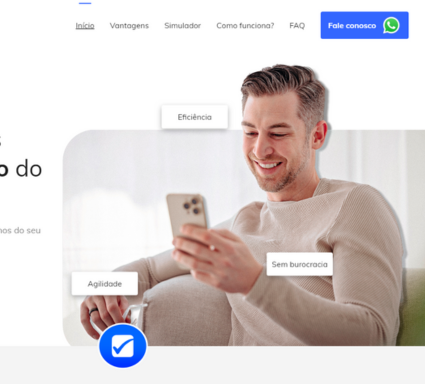 Início Vantagens Simulador Como funciona? FAQ Fale conosco
Eficiência
do
nos do seu
Sem burocracia
Agilidade